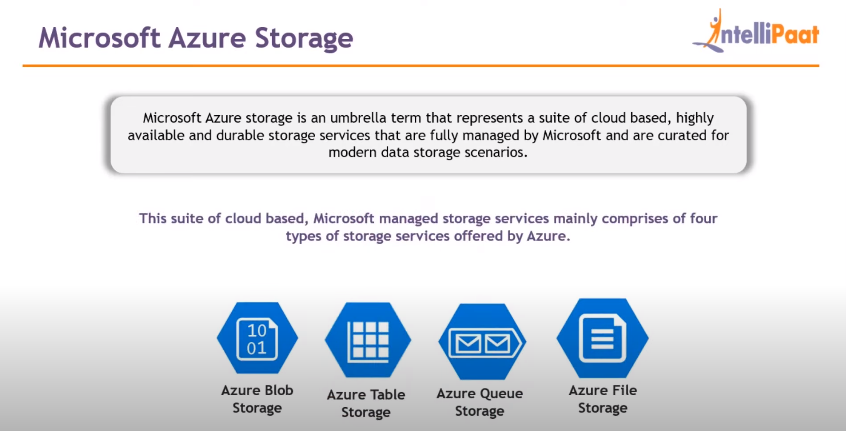 Microsoft Azure Storage
IntelliPaat
Microsoft Azure storage is an umbrella term that represents a suite of cloud based, highly
available and durable storage services that are fully managed by Microsoft and are curated for
modern data storage scenarios.
This suite of cloud based, Microsoft managed storage services mainly comprises of four
types of storage services offered by Azure.
10
01
Azure Blob
Storage
Azure Table
Storage
Azure Queue
Storage
Azure File
Storage